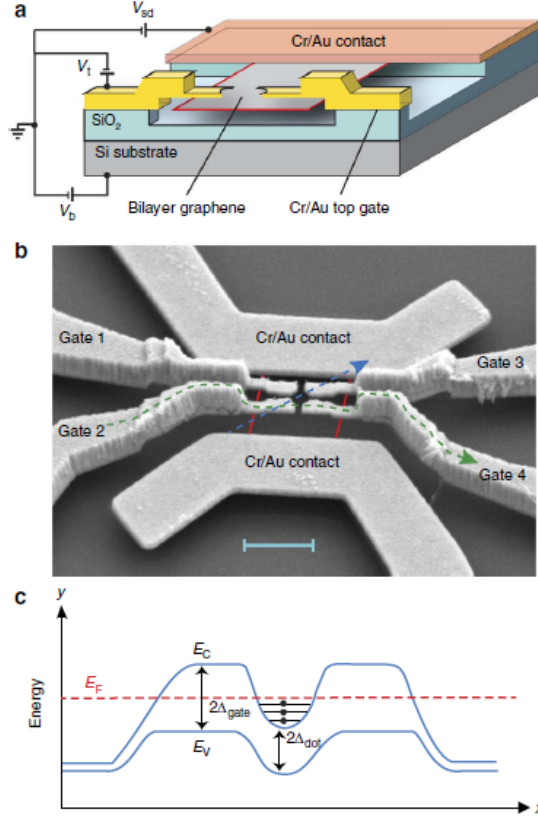 a
V_sd
Cr/Au contact
V_t
SiO_2
Si substrate
V_b
Bilayer graphene
Cr/Au top gate
b
Cr/Au contact
Gate 1
Gate 3
Gate 2
Cr/Au contact
Gate 4
c
y
E_C
E_F
Energy
2Δ_gate
E_V
2Δ_dot
x